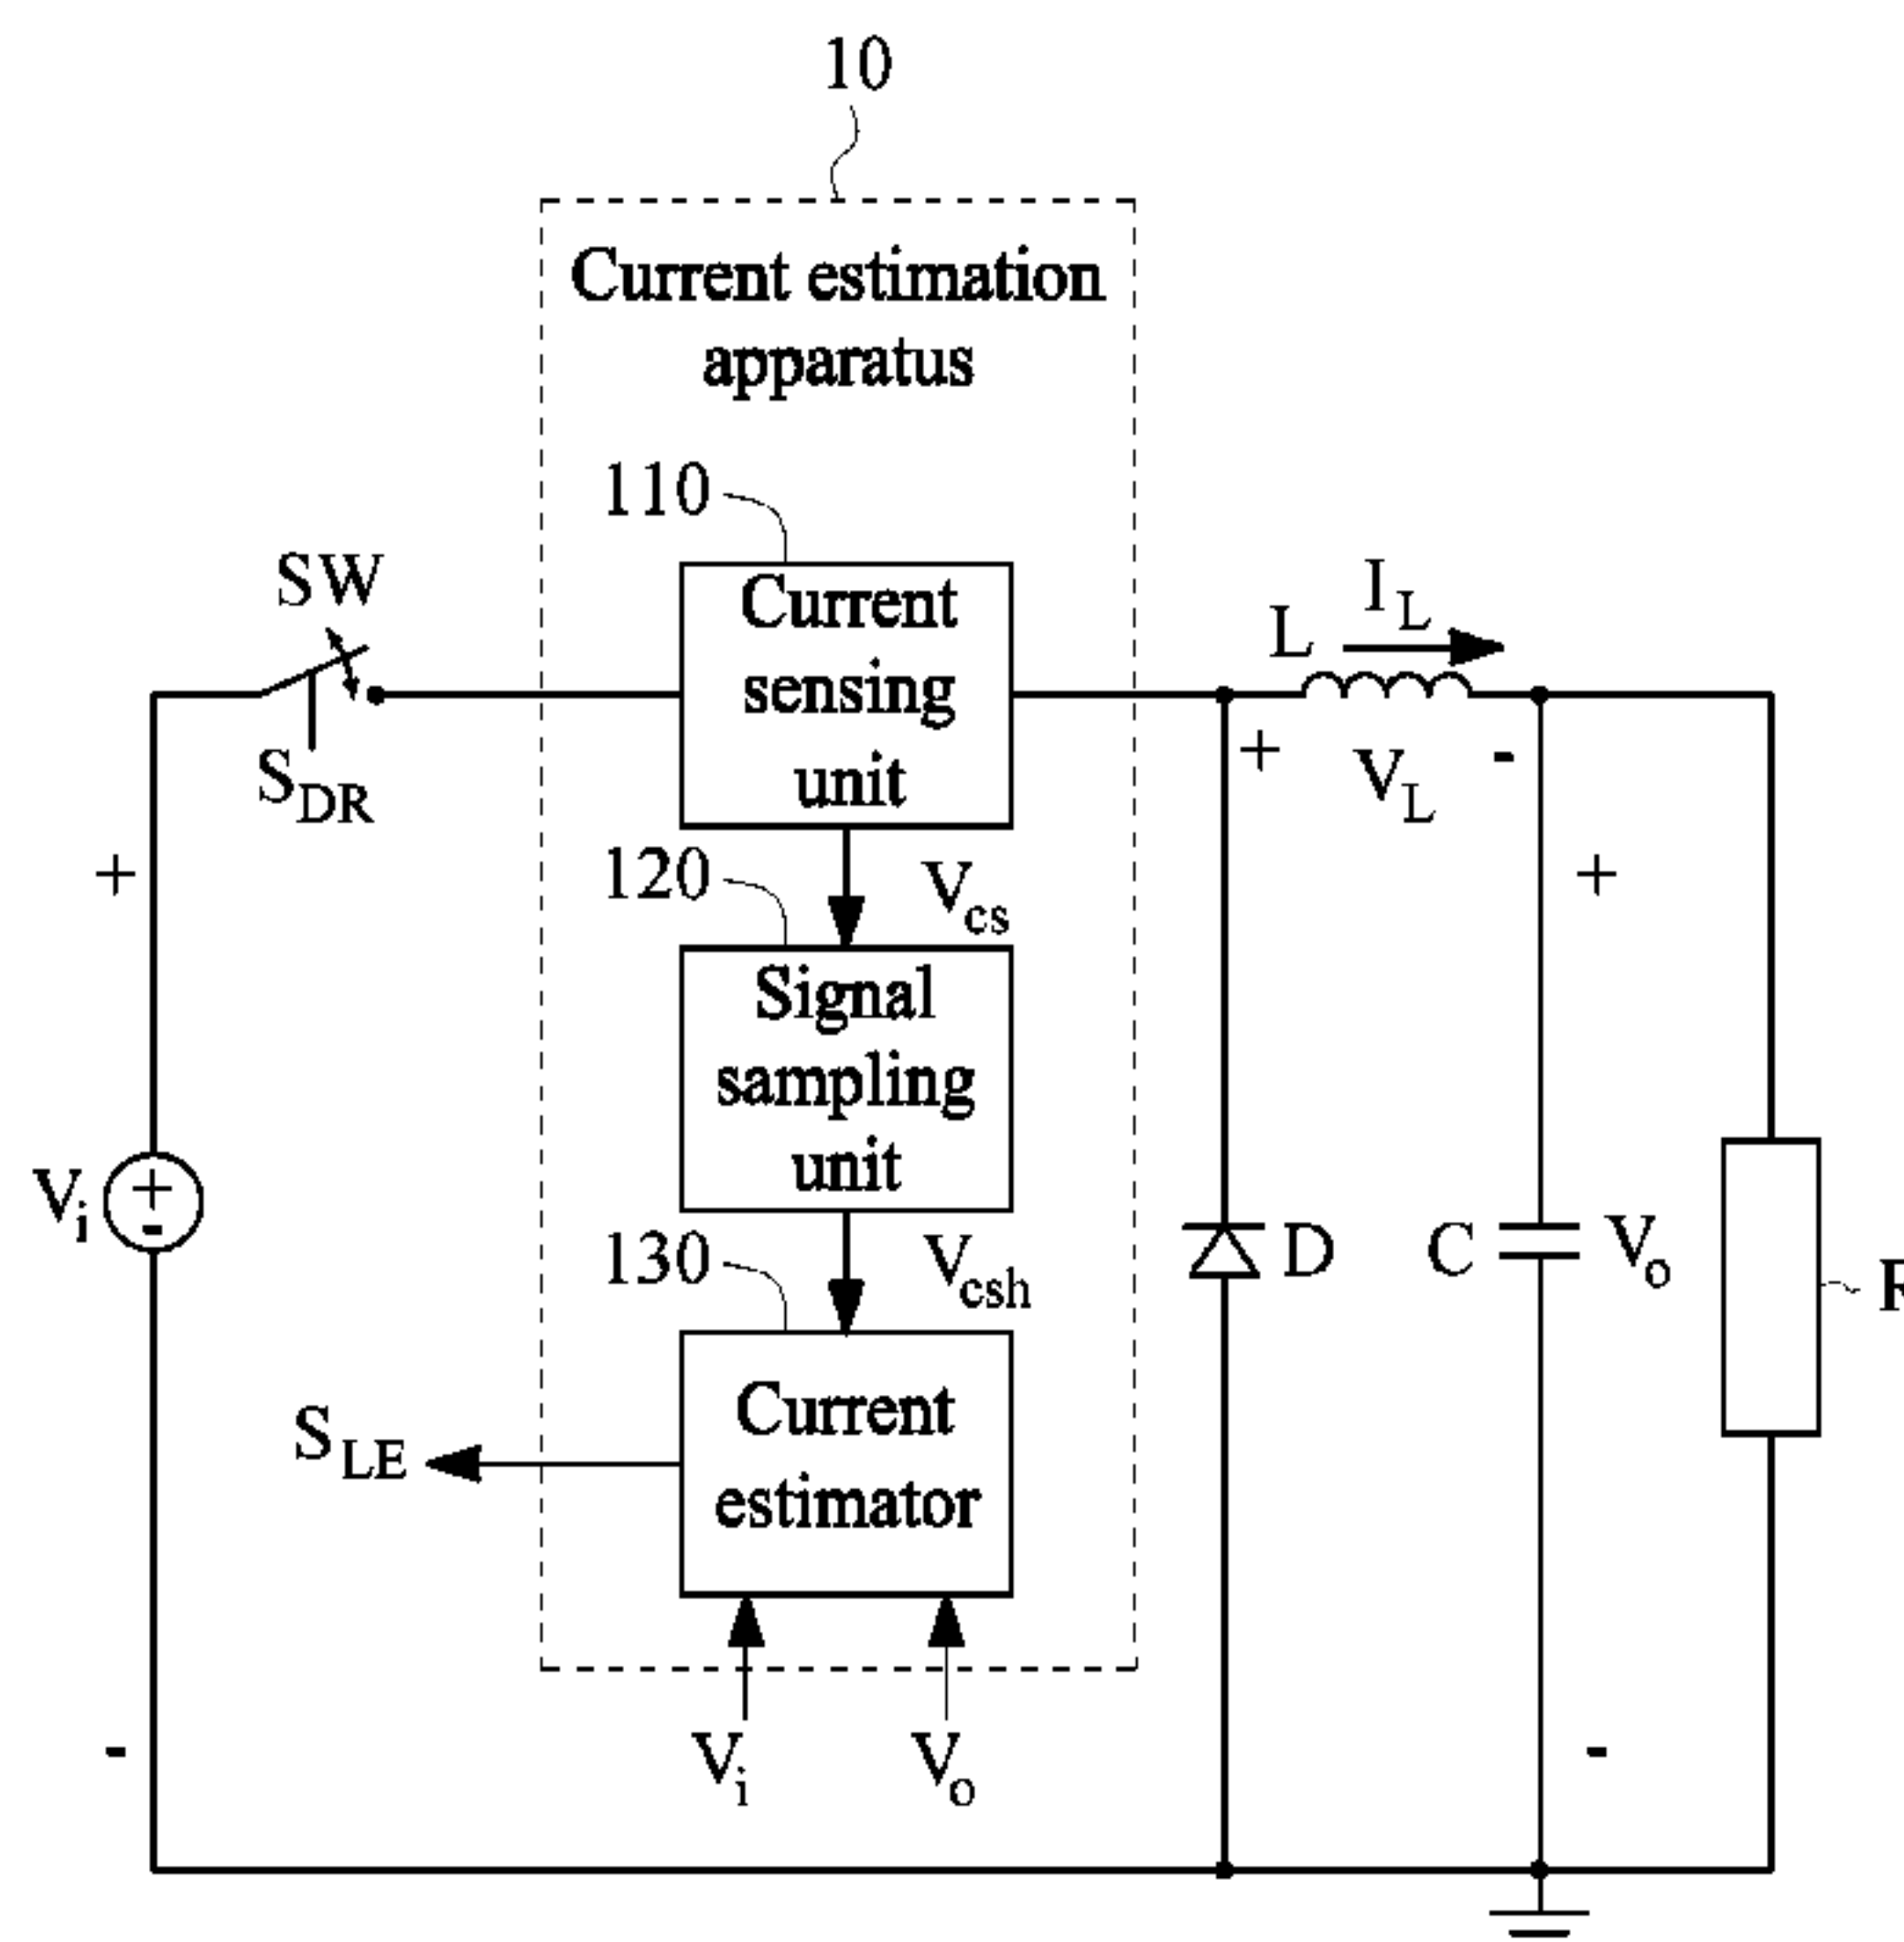 10
Current estimation
apparatus
110
Current
sensing
unit
SW
S_DR
L
I_L
+
V_L
-
120
V_cs
+
+
Signal
sampling
unit
V_i
+
-
130
V_csh
D
C
V_o
R
Current
estimator
S_LE
-
-
V_i
V_o